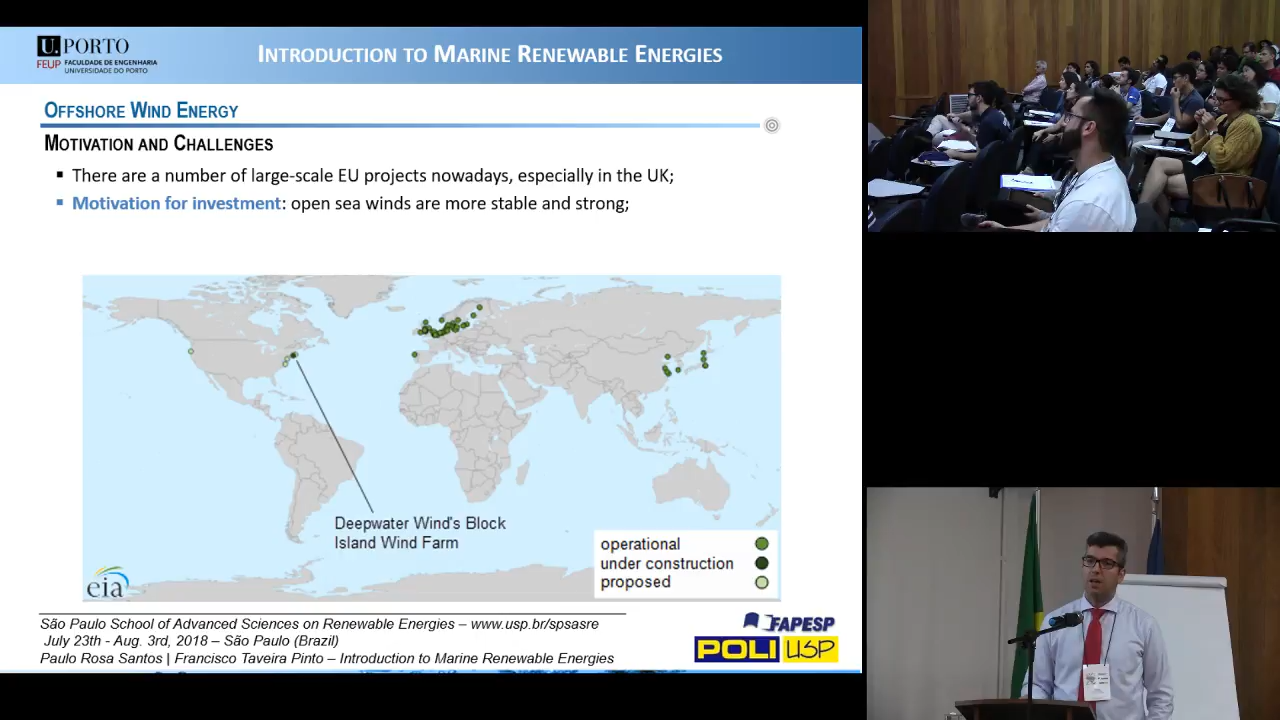 U.PORTO
FEUP FACULDADE DE ENGENHARIA
UNIVERSIDADE DO PORTO
INTRODUCTION TO MARINE RENEWABLE ENERGIES
OFFSHORE WIND ENERGY
MOTIVATION AND CHALLENGES
▪ There are a number of large-scale EU projects nowadays, especially in the UK;
▪ Motivation for investment: open sea winds are more stable and strong;
Deepwater Wind's Block
Island Wind Farm
operational
under construction
proposed
eia
São Paulo School of Advanced Sciences on Renewable Energies – www.usp.br/spsasre
July 23th - Aug. 3rd, 2018 – São Paulo (Brazil)
Paulo Rosa Santos | Francisco Taveira Pinto – Introduction to Marine Renewable Energies
FAPESP
POLI USP